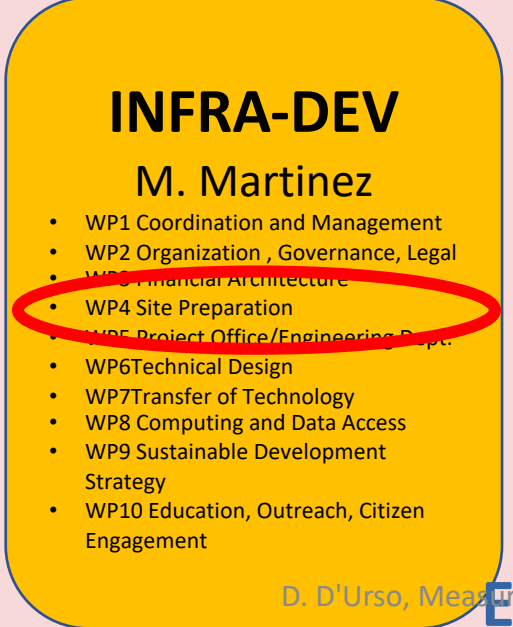 INFRA-DEV
M. Martinez
• WP1 Coordination and Management
• WP2 Organization , Governance, Legal
• WP3 Financial Architecture
• WP4 Site Preparation
• WP5 Project Office/Engineering Dept.
• WP6Technical Design
• WP7Transfer of Technology
• WP8 Computing and Data Access
• WP9 Sustainable Development
Strategy
• WP10 Education, Outreach, Citizen
Engagement
D. D'Urso,